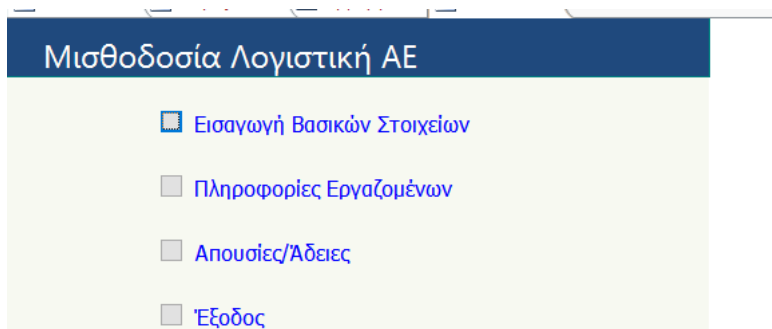 Μισθοδοσία Λογιστική ΑΕ
Εισαγωγή Βασικών Στοιχείων
Πληροφορίες Εργαζομένων
Απουσίες/Άδειες
Έξοδος